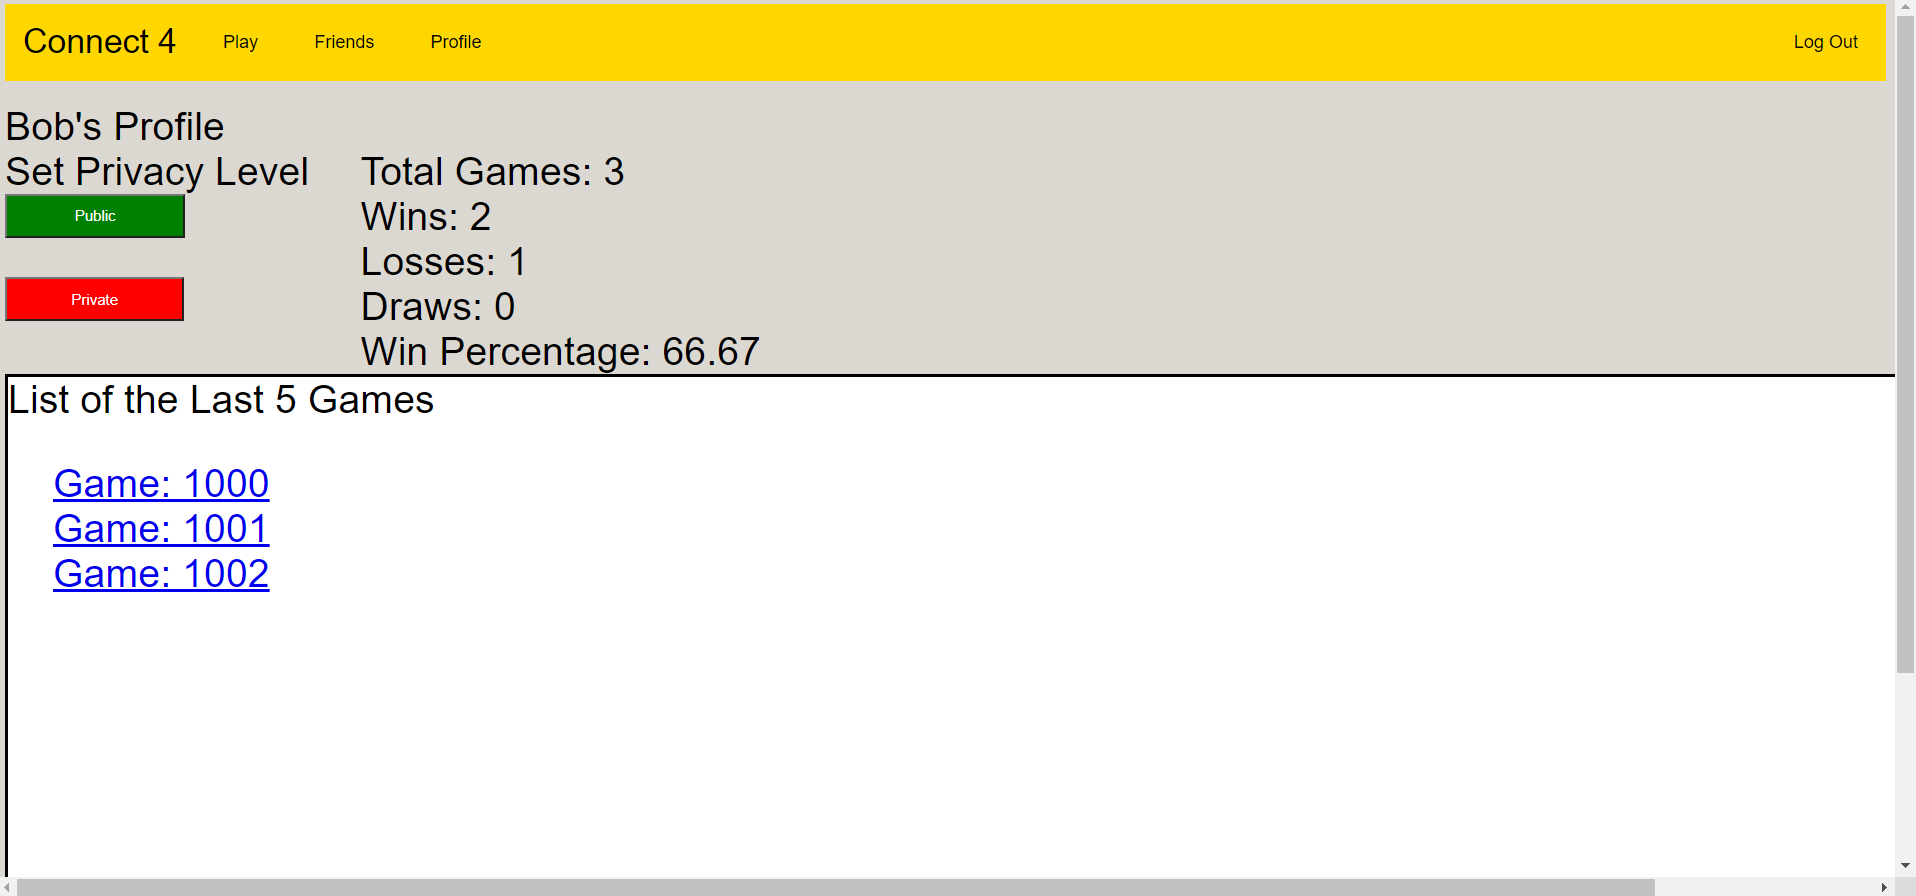 Connect 4 Play Friends Profile Log Out
Bob's Profile
Set Privacy Level
Public
Private
Total Games: 3
Wins: 2
Losses: 1
Draws: 0
Win Percentage: 66.67
List of the Last 5 Games
Game: 1000
Game: 1001
Game: 1002